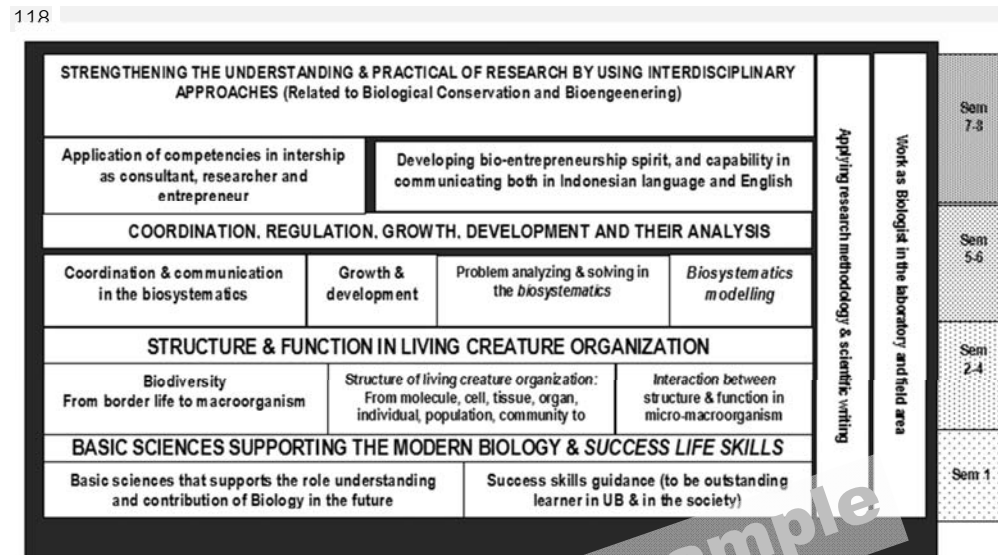 118
STRENGTHENING THE UNDERSTANDING & PRACTICAL OF RESEARCH BY USING INTERDISCIPLINARY
APPROACHES (Related to Biological Conservation and Bioengeenering)
Application of competencies in intership
as consultant, researcher and
entrepreneur
Developing bio-entrepreneurship spirit, and capability in
communicating both in Indonesian language and English
COORDINATION, REGULATION, GROWTH, DEVELOPMENT AND THEIR ANALYSIS
Coordination & communication
in the biosystematics
Growth &
development
Problem analyzing & solving in
the biosystematics
Biosystematics
modelling
STRUCTURE & FUNCTION IN LIVING CREATURE ORGANIZATION
Biodiversity
From border life to macroorganism
Structure of living creature organization:
From molecule, cell, tissue, organ,
individual, population, community to
Interaction between
structure & function in
micro-macroorganism
BASIC SCIENCES SUPPORTING THE MODERN BIOLOGY & SUCCESS LIFE SKILLS
Basic sciences that supports the role understanding
and contribution of Biology in the future
Success skills guidance (to be outstanding
learner in UB & in the society)
Applying research methodology & scientific writing
Work as Biologist in the laboratory and field area
Sem
7-8
Sem
5-6
Sem
2-4
Sem 1